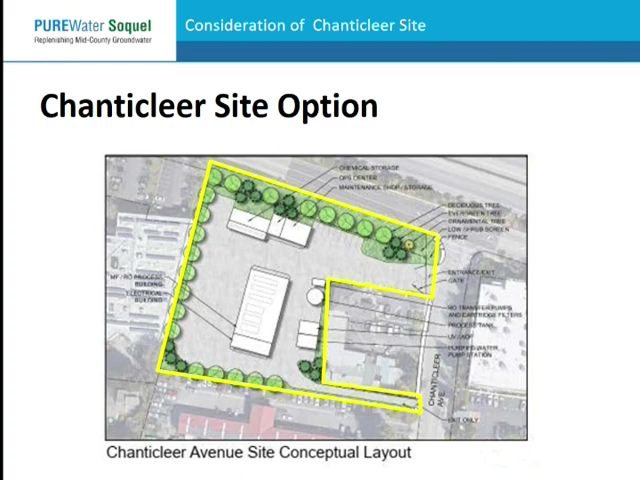 PUREWater Soquel
Replenishing Mid-County Groundwater
Consideration of Chanticleer Site
Chanticleer Site Option
CHEMICAL STORAGE
OPS CENTER
MAINTENANCE SHOP/ STORAGE
DECIDUOUS TREE
EVERGREEN TREE
ORNAMENTAL TREE
LOW SHRUB SCREEN
FENCE
ENTRANCE/EXIT
GATE
MF / RO PROCESS
BUILDING
ELECTRICAL
BUILDING
RO TRANSFER PUMPS
AND CARTRIDGE FILTERS
PROCESS TANK
UV / AOP
PURIFIED WATER
PUMP STATION
CHANTICLEER
AVE
EXIT ONLY
Chanticleer Avenue Site Conceptual Layout